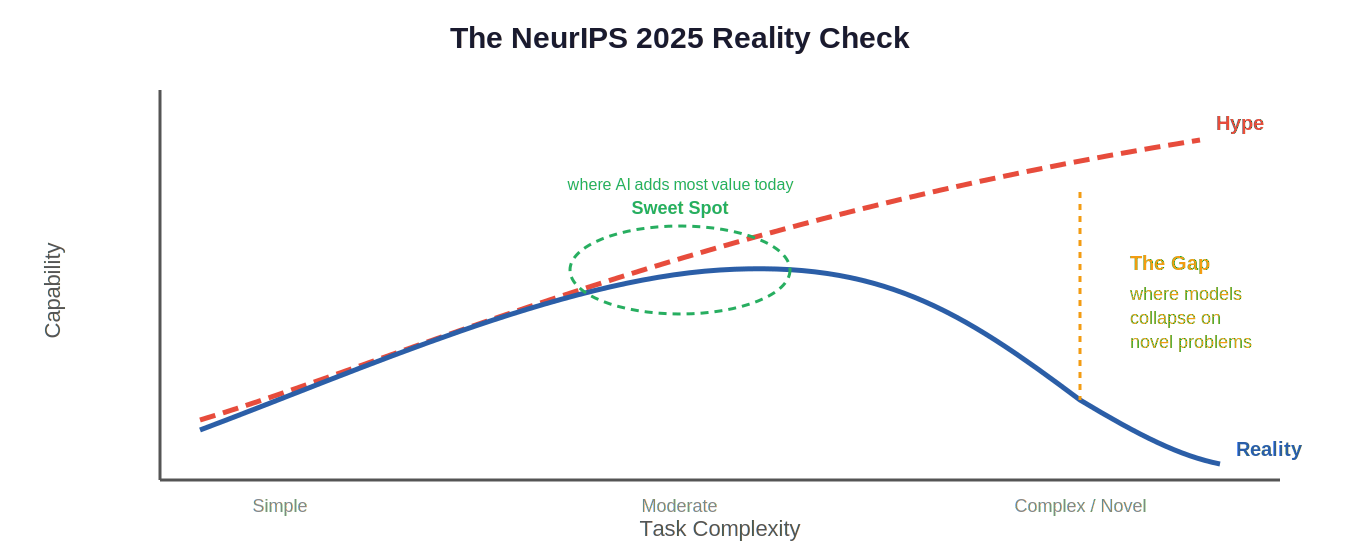 The NeurIPS 2025 Reality Check
Hype
where AI adds most value today
Sweet Spot
The Gap
where models
collapse on
novel problems
Capability
Reality
Simple
Moderate
Complex / Novel
Task Complexity